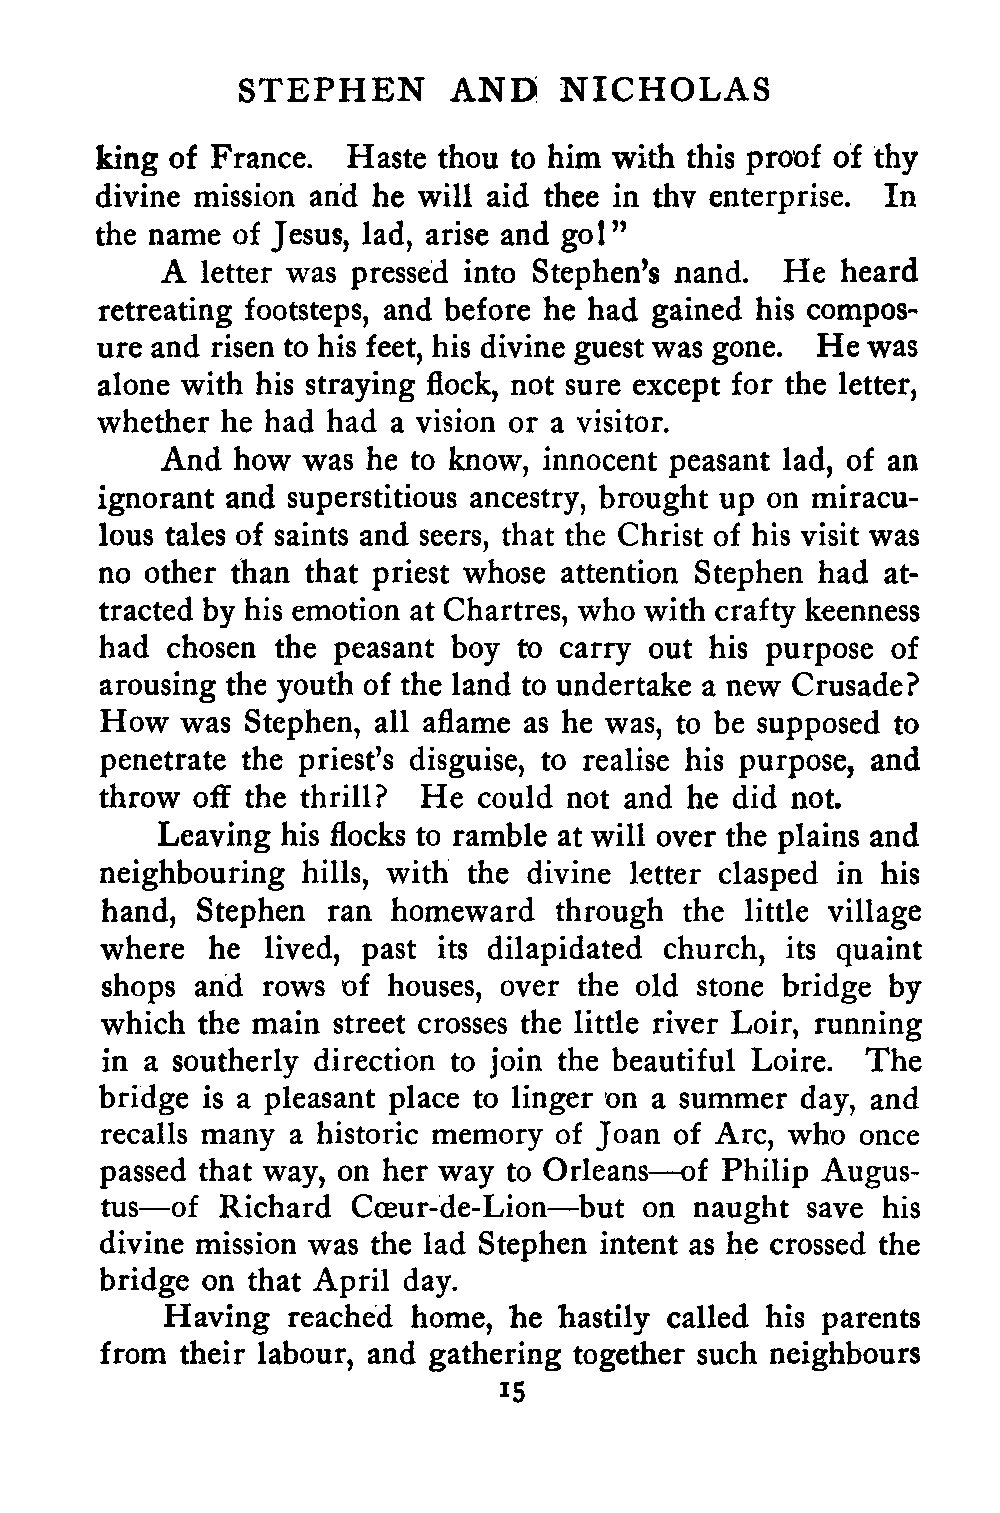 STEPHEN AND NICHOLAS
king of France. Haste thou to him with this proof of thy
divine mission and he will aid thee in thv enterprise. In
the name of Jesus, lad, arise and go!"
A letter was pressed into Stephen's nand. He heard
retreating footsteps, and before he had gained his compos-
ure and risen to his feet, his divine guest was gone. He was
alone with his straying flock, not sure except for the letter,
whether he had had a vision or a visitor.
And how was he to know, innocent peasant lad, of an
ignorant and superstitious ancestry, brought up on miracu-
lous tales of saints and seers, that the Christ of his visit was
no other than that priest whose attention Stephen had at-
tracted by his emotion at Chartres, who with crafty keenness
had chosen the peasant boy to carry out his purpose of
arousing the youth of the land to undertake a new Crusade?
How was Stephen, all aflame as he was, to be supposed to
penetrate the priest's disguise, to realise his purpose, and
throw off the thrill? He could not and he did not.
Leaving his flocks to ramble at will over the plains and
neighbouring hills, with the divine letter clasped in his
hand, Stephen ran homeward through the little village
where he lived, past its dilapidated church, its quaint
shops and rows of houses, over the old stone bridge by
which the main street crosses the little river Loir, running
in a southerly direction to join the beautiful Loire. The
bridge is a pleasant place to linger on a summer day, and
recalls many a historic memory of Joan of Arc, who once
passed that way, on her way to Orleans—of Philip Augus-
tus—of Richard Cœur-de-Lion—but on naught save his
divine mission was the lad Stephen intent as he crossed the
bridge on that April day.
Having reached home, he hastily called his parents
from their labour, and gathering together such neighbours
15